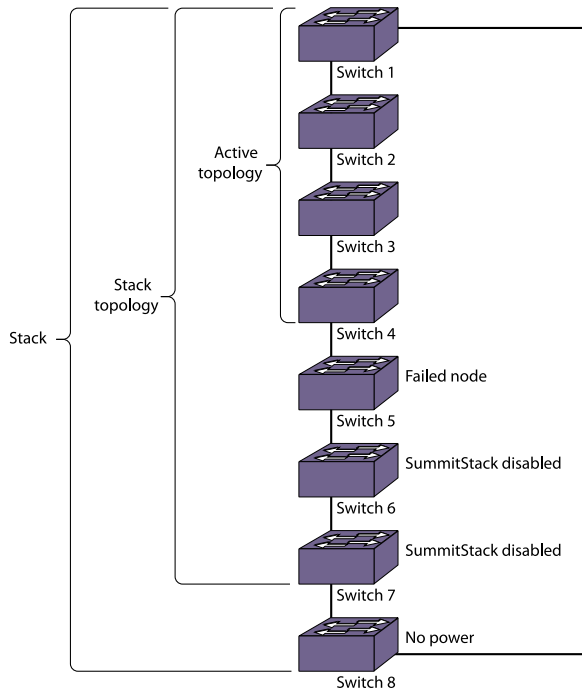 Switch 1
Switch 2
Active
topology
Switch 3
Stack
topology
Switch 4
Stack
Failed node
Switch 5
SummitStack disabled
Switch 6
SummitStack disabled
Switch 7
No power
Switch 8